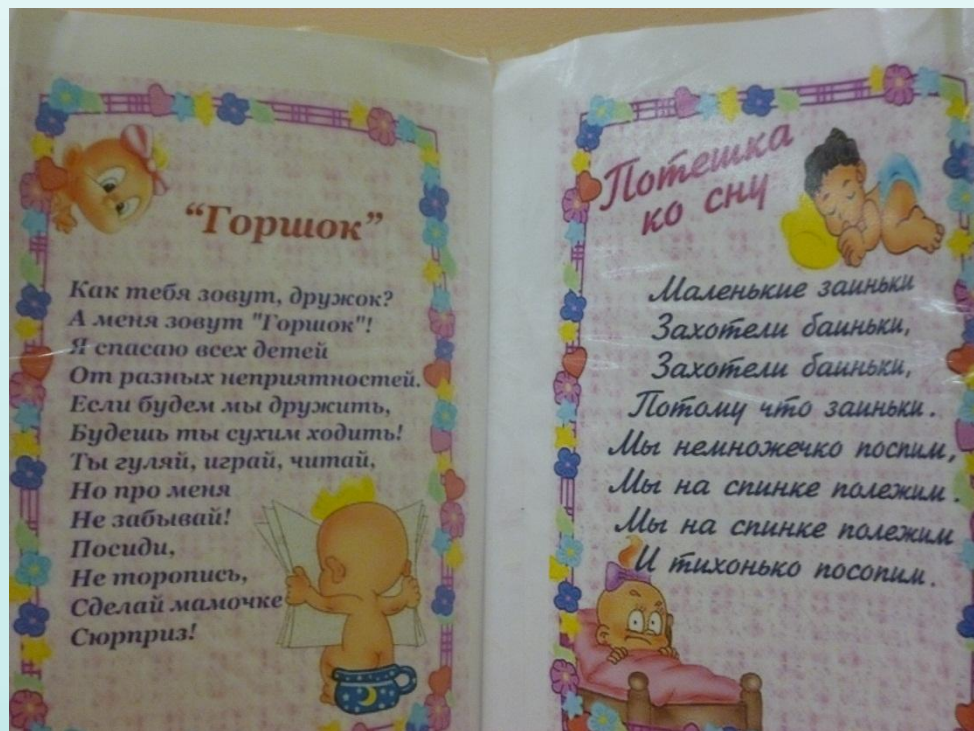 “Горшок”
Как тебя зовут, дружок?
А меня зовут "Горшок"!
Я спасаю всех детей
От разных неприятностей.
Если будем мы дружить,
Будешь ты сухим ходить!
Ты гуляй, играй, читай,
Но про меня
Не забывай!
Посиди,
Не торопись,
Сделай мамочке
Сюрприз!
Потешка
ко сну
Маленькие заиньки
Захотели баиньки,
Захотели баиньки,
Потому что заиньки.
Мы немножечко поспим,
Мы на спинке полежим.
Мы на спинке полежим
И тихонько посопим.